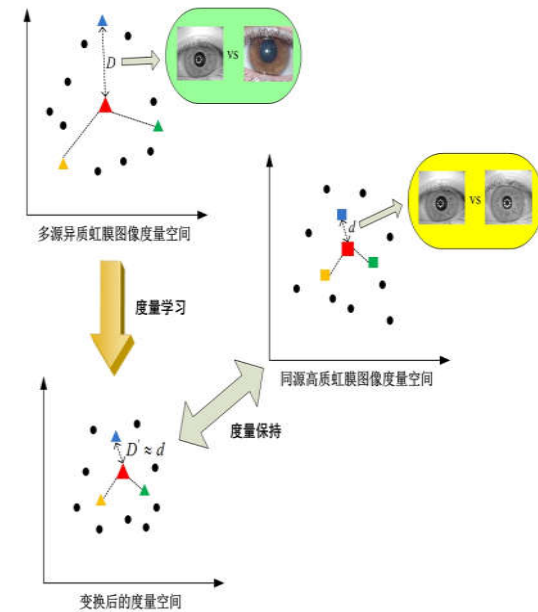 D
VS
多源异质虹膜图像度量空间
VS
d
度量学习
同源高质虹膜图像度量空间
度量保持
D' ≈ d
变换后的度量空间